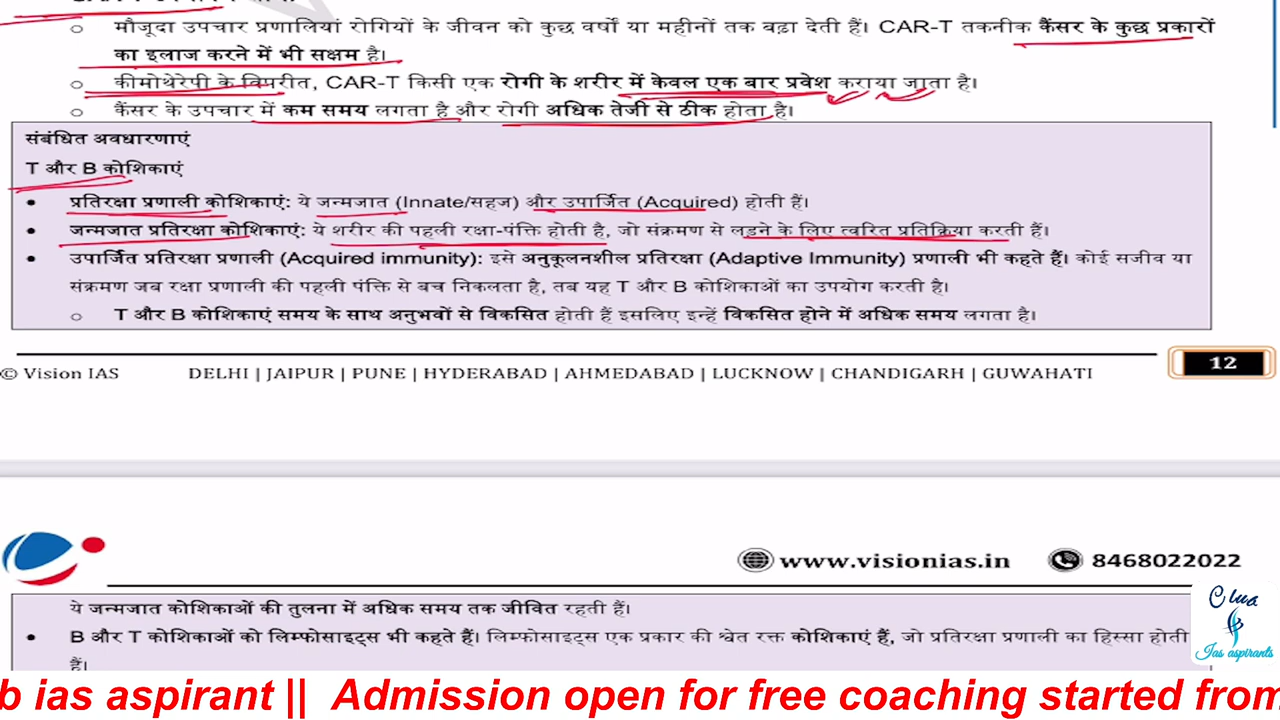 मौजूदा उपचार प्रणालियां रोगियों के जीवन को कुछ वर्षों या महीनों तक बढ़ा देती हैं। CAR-T तकनीक कैंसर के कुछ प्रकारों
का इलाज करने में भी सक्षम है।
कीमोथेरेपी के विपरीत, CAR-T किसी एक रोगी के शरीर में केवल एक बार प्रवेश कराया जाता है।
कैंसर के उपचार में कम समय लगता है और रोगी अधिक तेजी से ठीक होता है।
संबंधित अवधारणाएं
T और B कोशिकाएं
प्रतिरक्षा प्रणाली कोशिकाएं: ये जन्मजात (Innate/सहज) और उपार्जित (Acquired) होती हैं।
जन्मजात प्रतिरक्षा कोशिकाएं: ये शरीर की पहली रक्षा-पंक्ति होती है, जो संक्रमण से लड़ने के लिए त्वरित प्रतिक्रिया करती हैं।
उपार्जित प्रतिरक्षा प्रणाली (Acquired immunity): इसे अनुकूलनशील प्रतिरक्षा (Adaptive Immunity) प्रणाली भी कहते हैं। कोई सजीव या
संक्रमण जब रक्षा प्रणाली की पहली पंक्ति से बच निकलता है, तब यह T और B कोशिकाओं का उपयोग करती है।
T और B कोशिकाएं समय के साथ अनुभवों से विकसित होती हैं इसलिए इन्हें विकसित होने में अधिक समय लगता है।
© Vision IAS DELHI | JAIPUR | PUNE | HYDERABAD | AHMEDABAD | LUCKNOW | CHANDIGARH | GUWAHATI 12
www.visionias.in 8468022022
ये जन्मजात कोशिकाओं की तुलना में अधिक समय तक जीवित रहती हैं।
B और T कोशिकाओं को लिम्फोसाइट्स भी कहते हैं। लिम्फोसाइट्स एक प्रकार की श्वेत रक्त कोशिकाएं हैं, जो प्रतिरक्षा प्रणाली का हिस्सा होती
हैं।
Ias aspirants
b ias aspirant || Admission open for free coaching started from